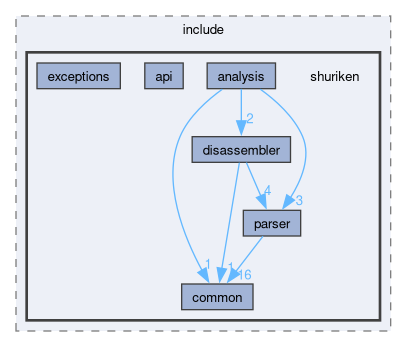 include
exceptions
api
analysis
shuriken
2
disassembler
4
3
parser
1
1
16
common